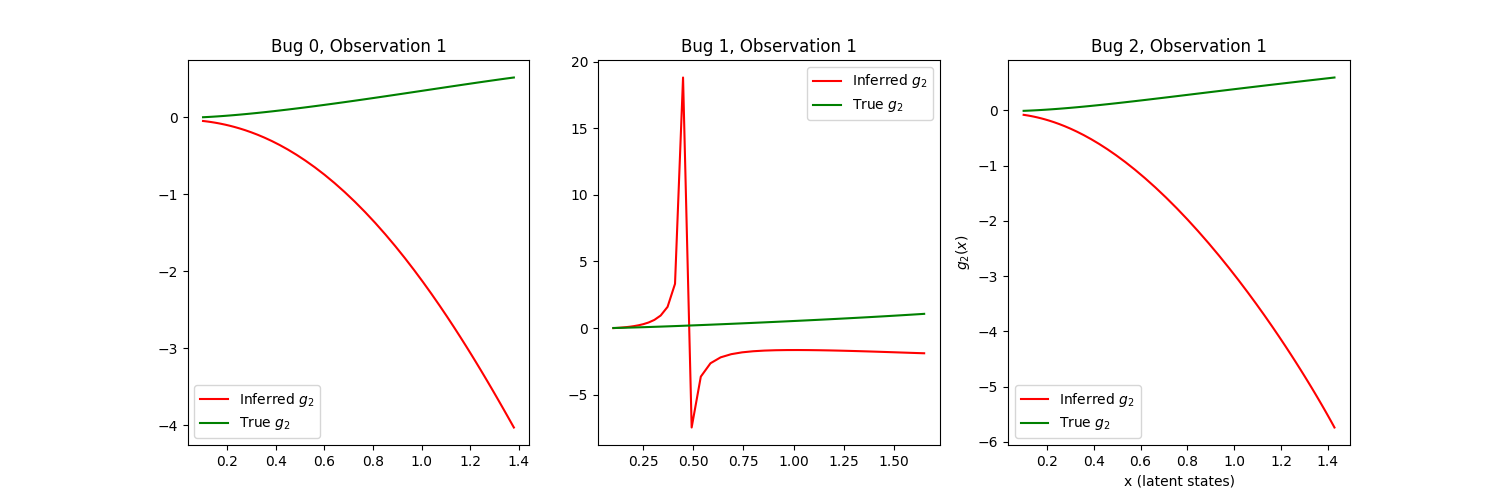 Bug 0, Observation 1
0
−1
−2
−3
−4
0.2 0.4 0.6 0.8 1.0 1.2 1.4
Inferred g₂
True g₂
Bug 1, Observation 1
20
15
10
5
0
−5
0.25 0.50 0.75 1.00 1.25 1.50
Inferred g₂
True g₂
Bug 2, Observation 1
g₂(x)
0
−1
−2
−3
−4
−5
−6
0.2 0.4 0.6 0.8 1.0 1.2 1.4
x (latent states)
Inferred g₂
True g₂